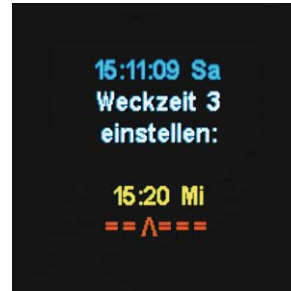 15:11:09 Sa
Weckzeit 3
einstellen:
15:20 Mi
==Λ===